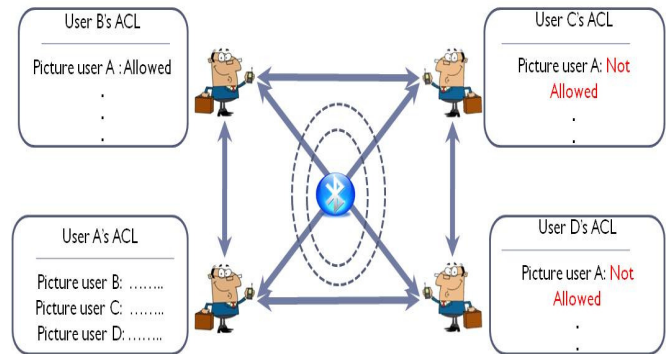 User B's ACL
Picture user A : Allowed
.
.
.
User C's ACL
Picture user A: Not
Allowed
.
.
User A's ACL
Picture user B: ........
Picture user C: ........
Picture user D: ........
User D's ACL
Picture user A: Not
Allowed
.
.